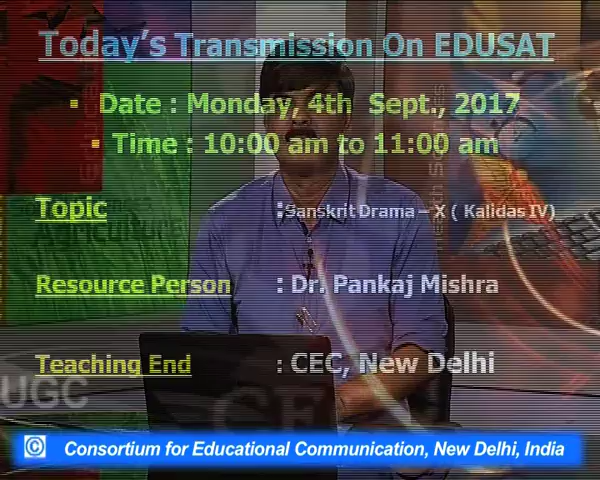 Today's Transmission On EDUSAT
▪ Date : Monday, 4th Sept., 2017
▪ Time : 10:00 am to 11:00 am
Topic : Sanskrit Drama – X ( Kalidas IV)
Resource Person : Dr. Pankaj Mishra
Teaching End : CEC, New Delhi
UGC
CE
© Consortium for Educational Communication, New Delhi, India